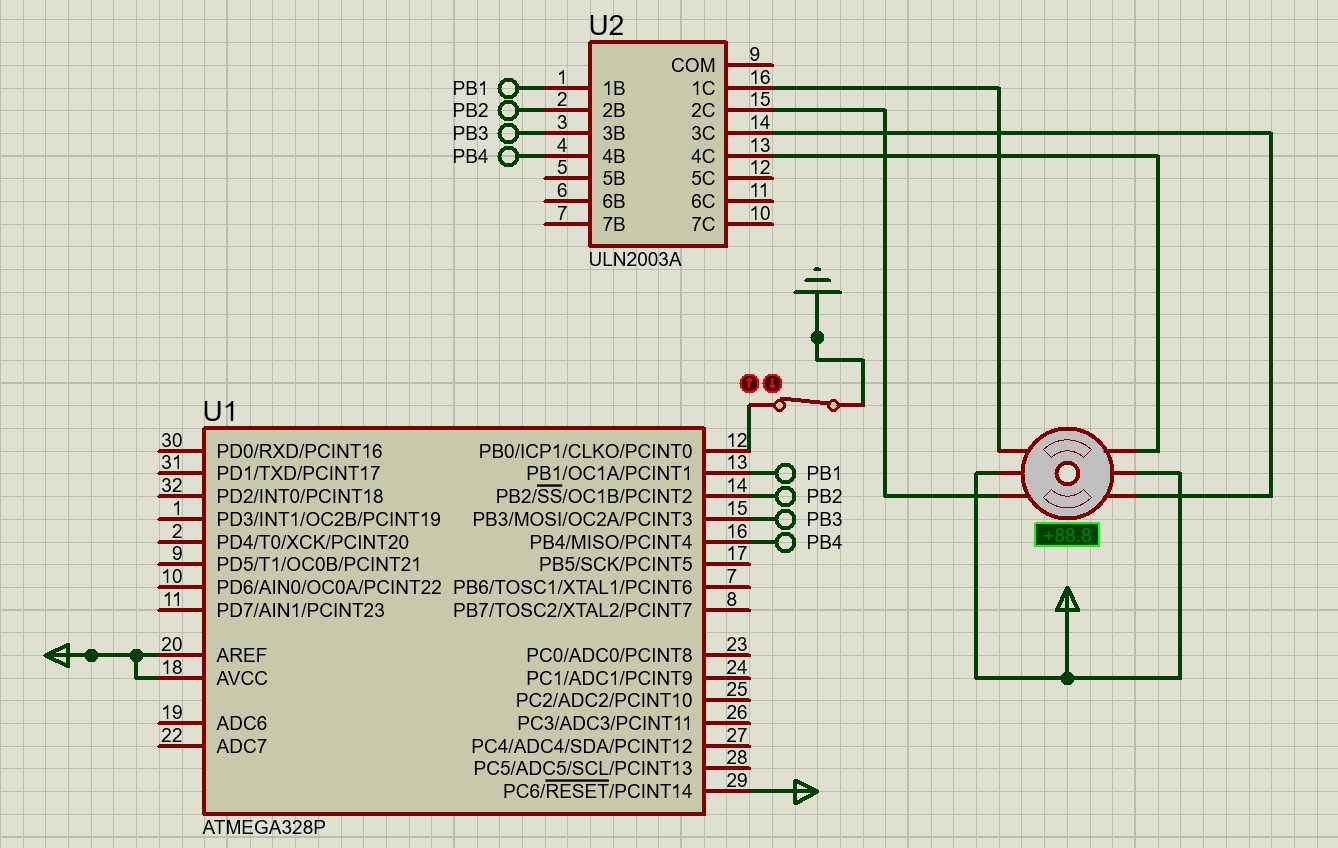 U2
COM 9
PB1 1 1B 1C 16
PB2 2 2B 2C 15
PB3 3 3B 3C 14
PB4 4 4B 4C 13
5 5B 5C 12
6 6B 6C 11
7 7B 7C 10
ULN2003A
U1
30 PD0/RXD/PCINT16 PB0/ICP1/CLKO/PCINT0 12
31 PD1/TXD/PCINT17 PB1/OC1A/PCINT1 13 PB1
32 PD2/INT0/PCINT18 PB2/SS/OC1B/PCINT2 14 PB2
1 PD3/INT1/OC2B/PCINT19 PB3/MOSI/OC2A/PCINT3 15 PB3
2 PD4/T0/XCK/PCINT20 PB4/MISO/PCINT4 16 PB4
9 PD5/T1/OC0B/PCINT21 PB5/SCK/PCINT5 17
10 PD6/AIN0/OC0A/PCINT22 PB6/TOSC1/XTAL1/PCINT6 7
11 PD7/AIN1/PCINT23 PB7/TOSC2/XTAL2/PCINT7 8
+88.8
20 AREF PC0/ADC0/PCINT8 23
18 AVCC PC1/ADC1/PCINT9 24
PC2/ADC2/PCINT10 25
19 ADC6 PC3/ADC3/PCINT11 26
22 ADC7 PC4/ADC4/SDA/PCINT12 27
PC5/ADC5/SCL/PCINT13 28
PC6/RESET/PCINT14 29
ATMEGA328P